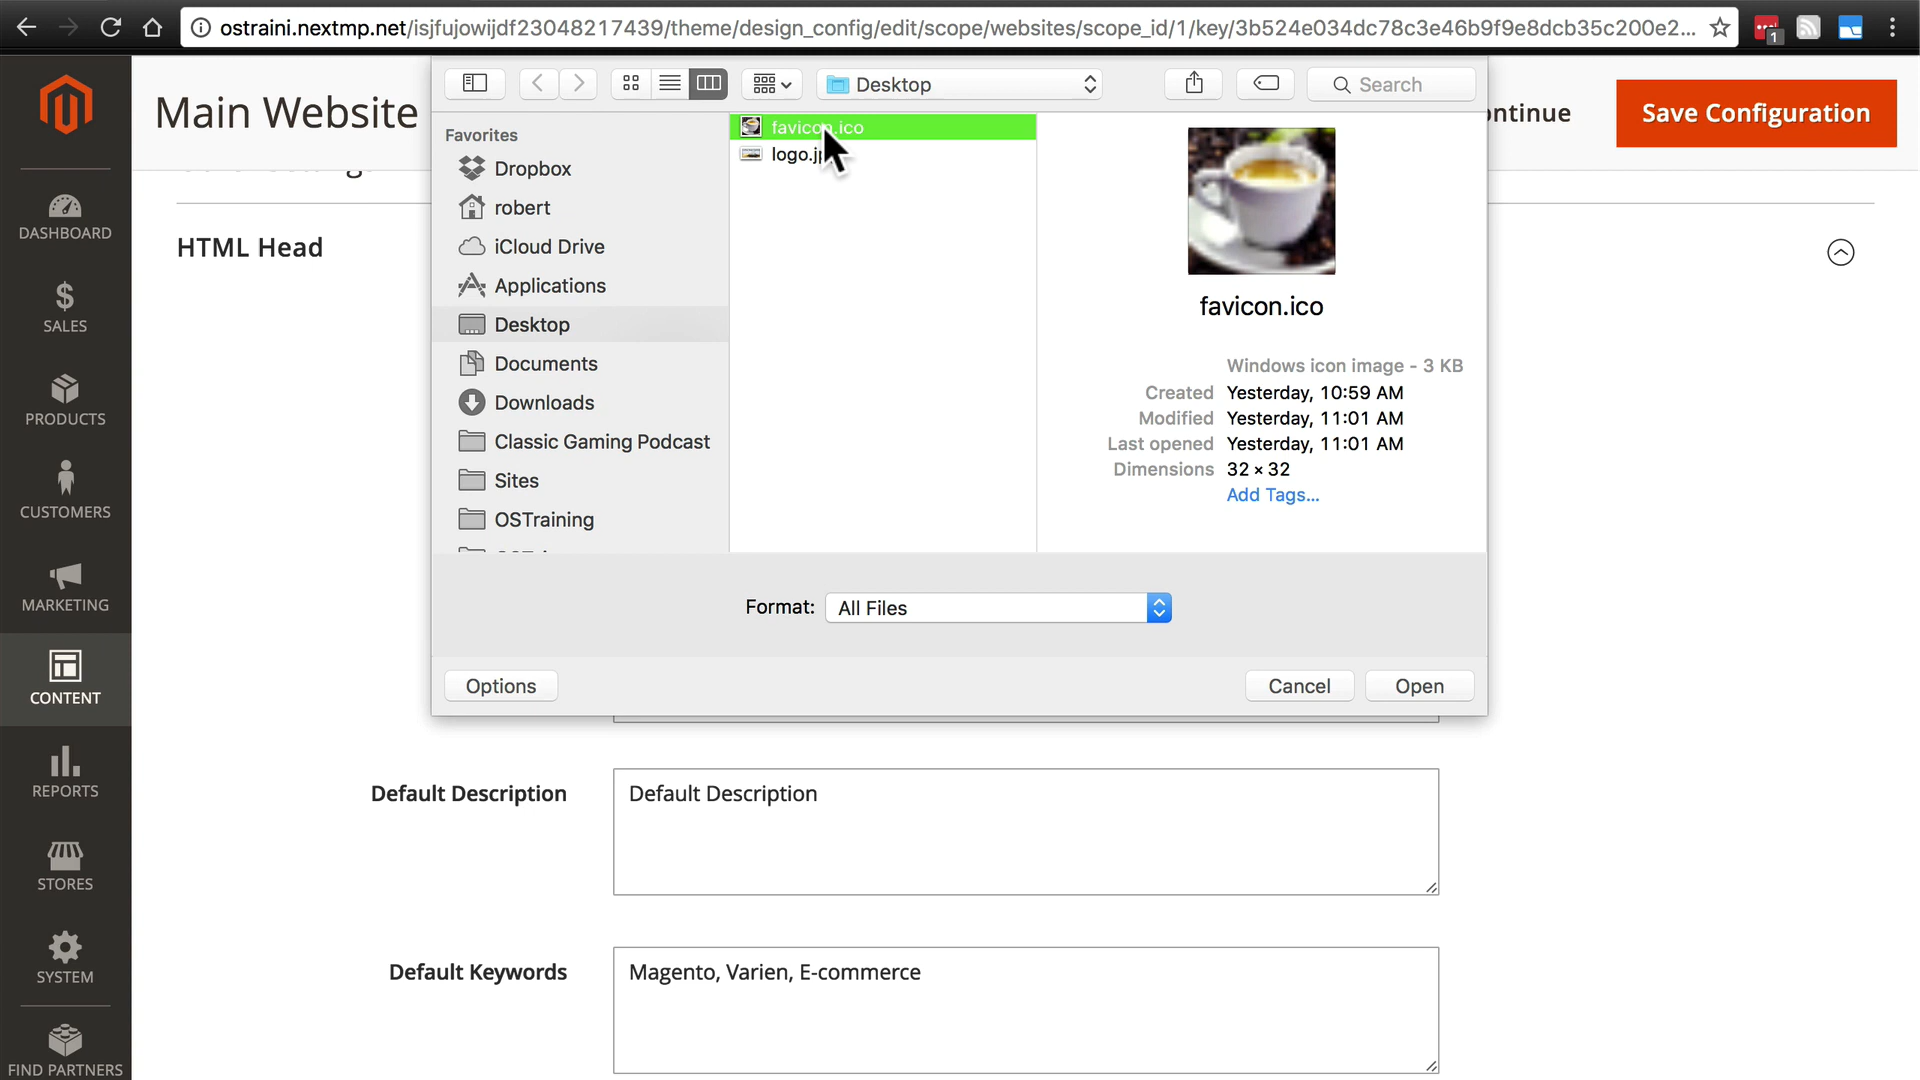 ostraini.nextmp.net/isjfujowijdf23048217439/theme/design_config/edit/scope/websites/scope_id/1/key/3b524e034dc78c3e46b9f9e8dcb35c200e2...
1
Main Website
Desktop
Search
Save Configuration
DASHBOARD
SALES
PRODUCTS
CUSTOMERS
MARKETING
CONTENT
REPORTS
STORES
SYSTEM
FIND PARTNERS
HTML Head
Favorites
Dropbox
robert
iCloud Drive
Applications
Desktop
Documents
Downloads
Classic Gaming Podcast
Sites
OSTraining
favicon.ico
favicon.ico
Windows icon image - 3 KB
Created Yesterday, 10:59 AM
Modified Yesterday, 11:01 AM
Last opened Yesterday, 11:01 AM
Dimensions 32 × 32
Add Tags...
Format: All Files
Options
Cancel
Open
Default Description
Default Description
Default Keywords
Magento, Varien, E-commerce